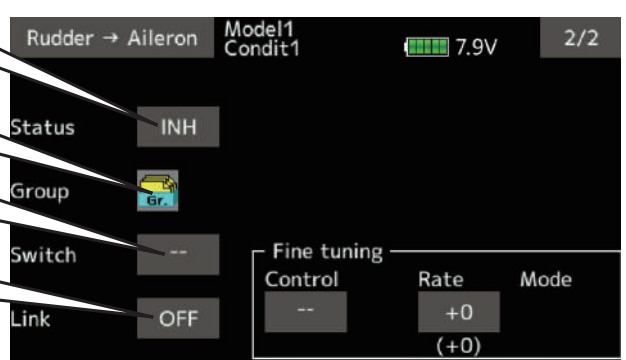 Rudder → Aileron
Model1
Condit1
7.9V
2/2
Status INH
Group Gr.
Switch --
Link OFF
Fine tuning
Control Rate Mode
-- +0
(+0)